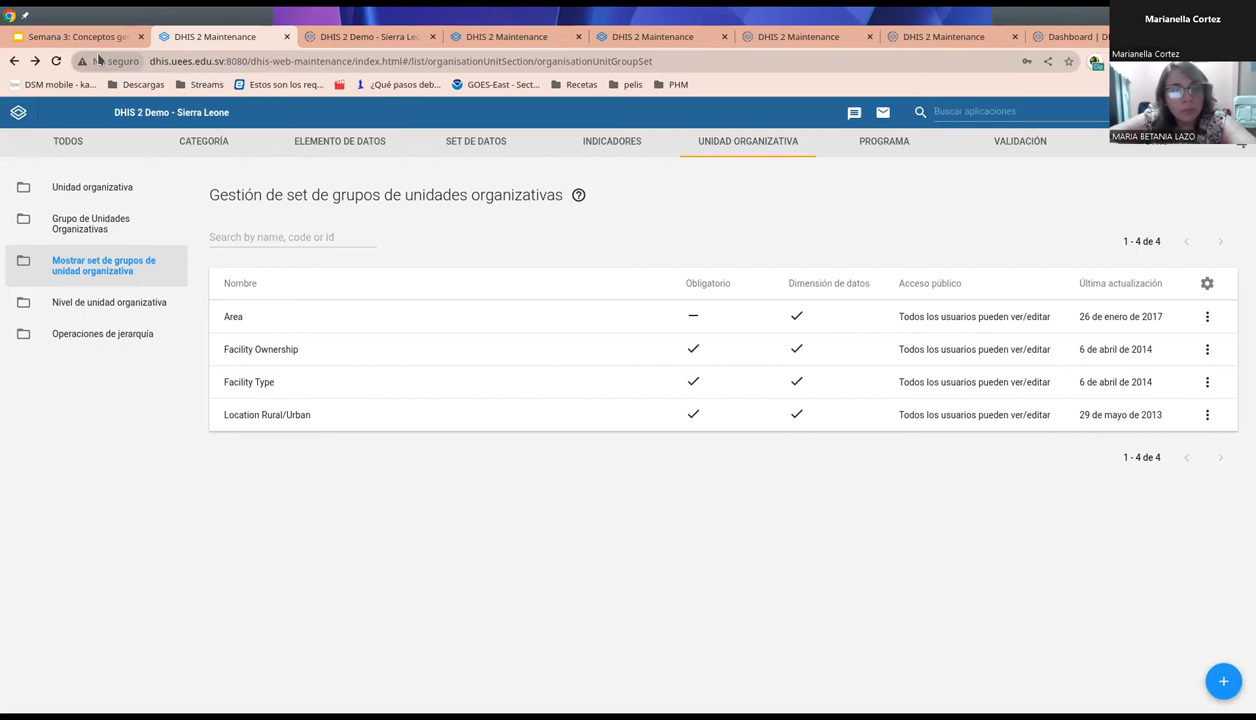 Semana 3: Conceptos ge
DHIS 2 Maintenance
DHIS 2 Demo - Sierra Le
DHIS 2 Maintenance
DHIS 2 Maintenance
DHIS 2 Maintenance
DHIS 2 Maintenance
Dashboard | D
Marianella Cortez
Marianella Cortez
MARIA BETANIA LAZO
seguro
dhis.uees.edu.sv:8080/dhis-web-maintenance/index.html#/list/organisationUnitSection/organisationUnitGroupSet
DSM mobile - ka...
Descargas
Streams
Estos son los req...
¿Qué pasos deb...
GOES-East - Sect...
Recetas
pelis
PHM
DHIS 2 Demo - Sierra Leone
Buscar aplicaciones
TODOS
CATEGORÍA
ELEMENTO DE DATOS
SET DE DATOS
INDICADORES
UNIDAD ORGANIZATIVA
PROGRAMA
VALIDACIÓN
Unidad organizativa
Grupo de Unidades
Organizativas
Mostrar set de grupos de
unidad organizativa
Nivel de unidad organizativa
Operaciones de jerarquía
Gestión de set de grupos de unidades organizativas
Search by name, code or id
1 - 4 de 4
Nombre Obligatorio Dimensión de datos Acceso público Última actualización
Area Todos los usuarios pueden ver/editar 26 de enero de 2017
Facility Ownership Todos los usuarios pueden ver/editar 6 de abril de 2014
Facility Type Todos los usuarios pueden ver/editar 6 de abril de 2014
Location Rural/Urban Todos los usuarios pueden ver/editar 29 de mayo de 2013
1 - 4 de 4